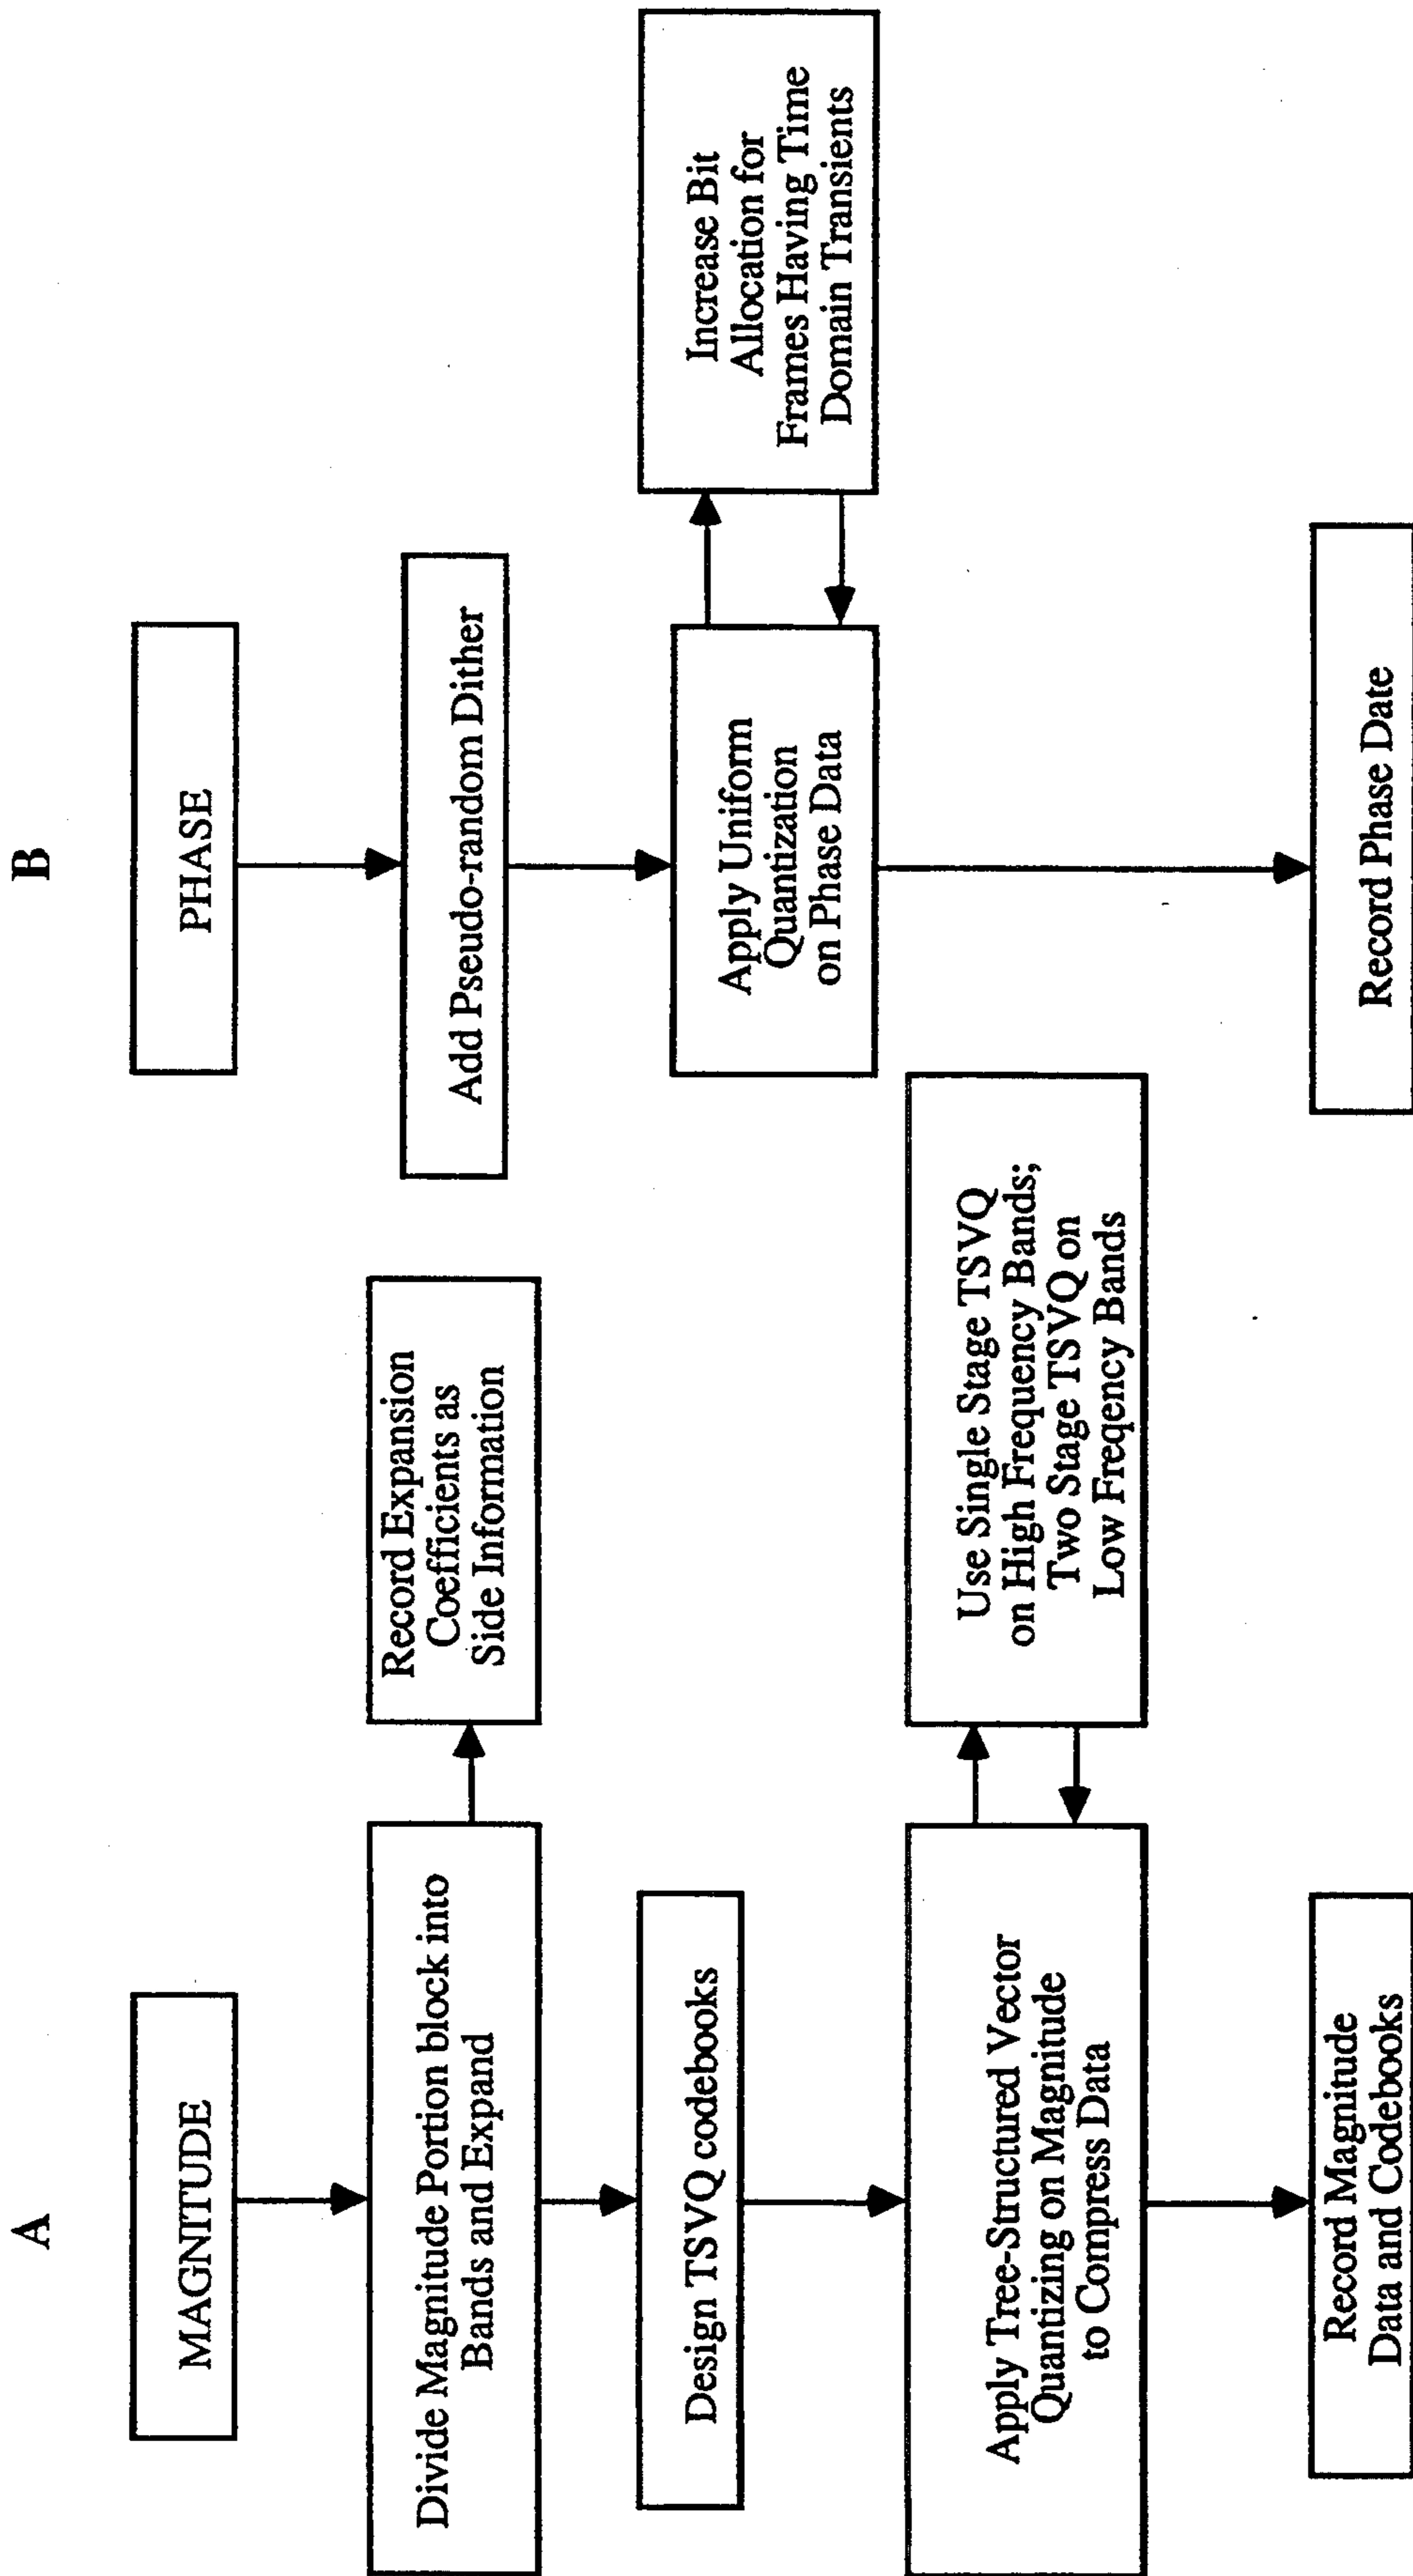 A
MAGNITUDE
Divide Magnitude Portion block into
Bands and Expand
Record Expansion
Coefficients as
Side Information
Design TSVQ codebooks
Apply Tree-Structured Vector
Quantizing on Magnitude
to Compress Data
Use Single Stage TSVQ
on High Frequency Bands;
Two Stage TSVQ on
Low Freqency Bands
Record Magnitude
Data and Codebooks
B
PHASE
Add Pseudo-random Dither
Apply Uniform
Quantization
on Phase Data
Increase Bit
Allocation for
Frames Having Time
Domain Transients
Record Phase Date